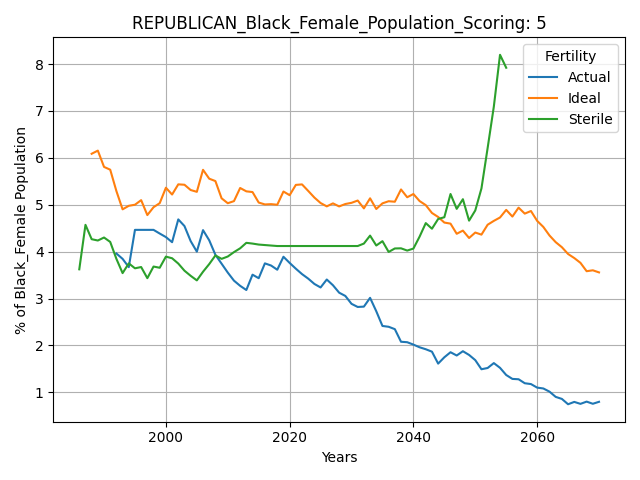 REPUBLICAN_Black_Female_Population_Scoring: 5
Fertility
Actual
Ideal
Sterile
% of Black_Female Population
8
7
6
5
4
3
2
1
2000 2020 2040 2060
Years